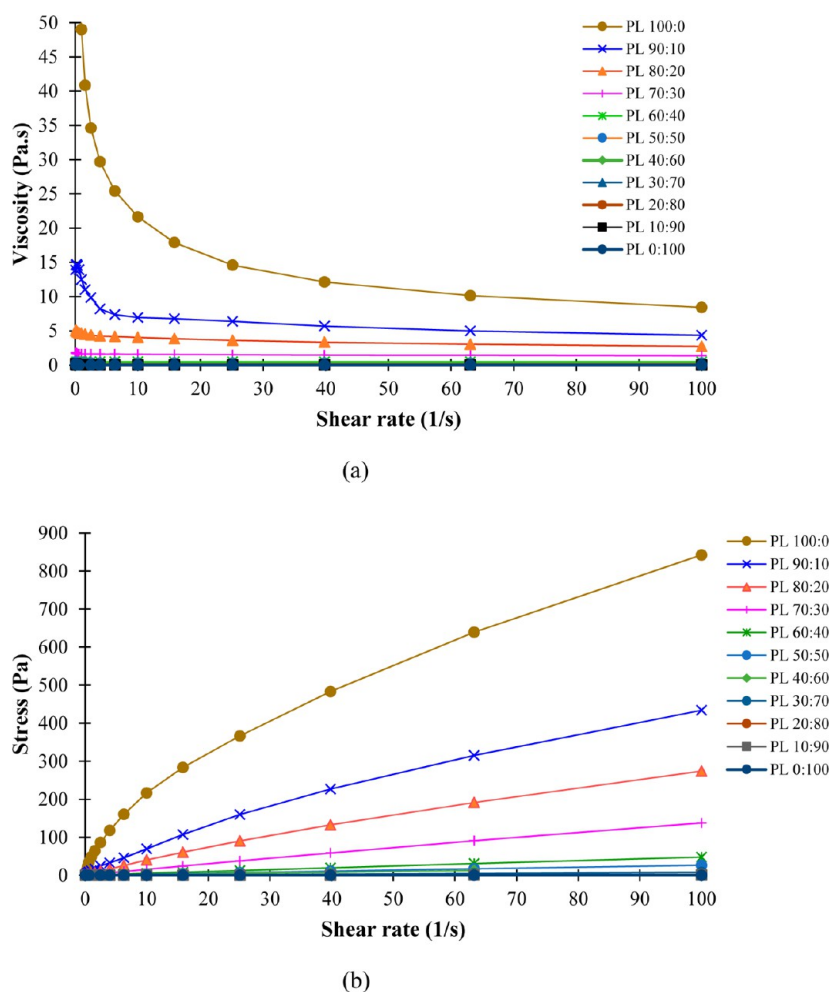 50
45
40
35
30
25
20
15
10
5
0
Viscosity (Pa.s)
0 10 20 30 40 50 60 70 80 90 100
Shear rate (1/s)
PL 100:0
PL 90:10
PL 80:20
PL 70:30
PL 60:40
PL 50:50
PL 40:60
PL 30:70
PL 20:80
PL 10:90
PL 0:100
(a)
900
800
700
600
500
400
300
200
100
0
Stress (Pa)
0 10 20 30 40 50 60 70 80 90 100
Shear rate (1/s)
PL 100:0
PL 90:10
PL 80:20
PL 70:30
PL 60:40
PL 50:50
PL 40:60
PL 30:70
PL 20:80
PL 10:90
PL 0:100
(b)